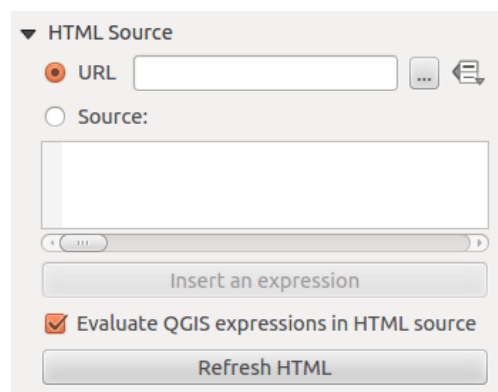 HTML Source
URL
...
Source:
Insert an expression
Evaluate QGIS expressions in HTML source
Refresh HTML